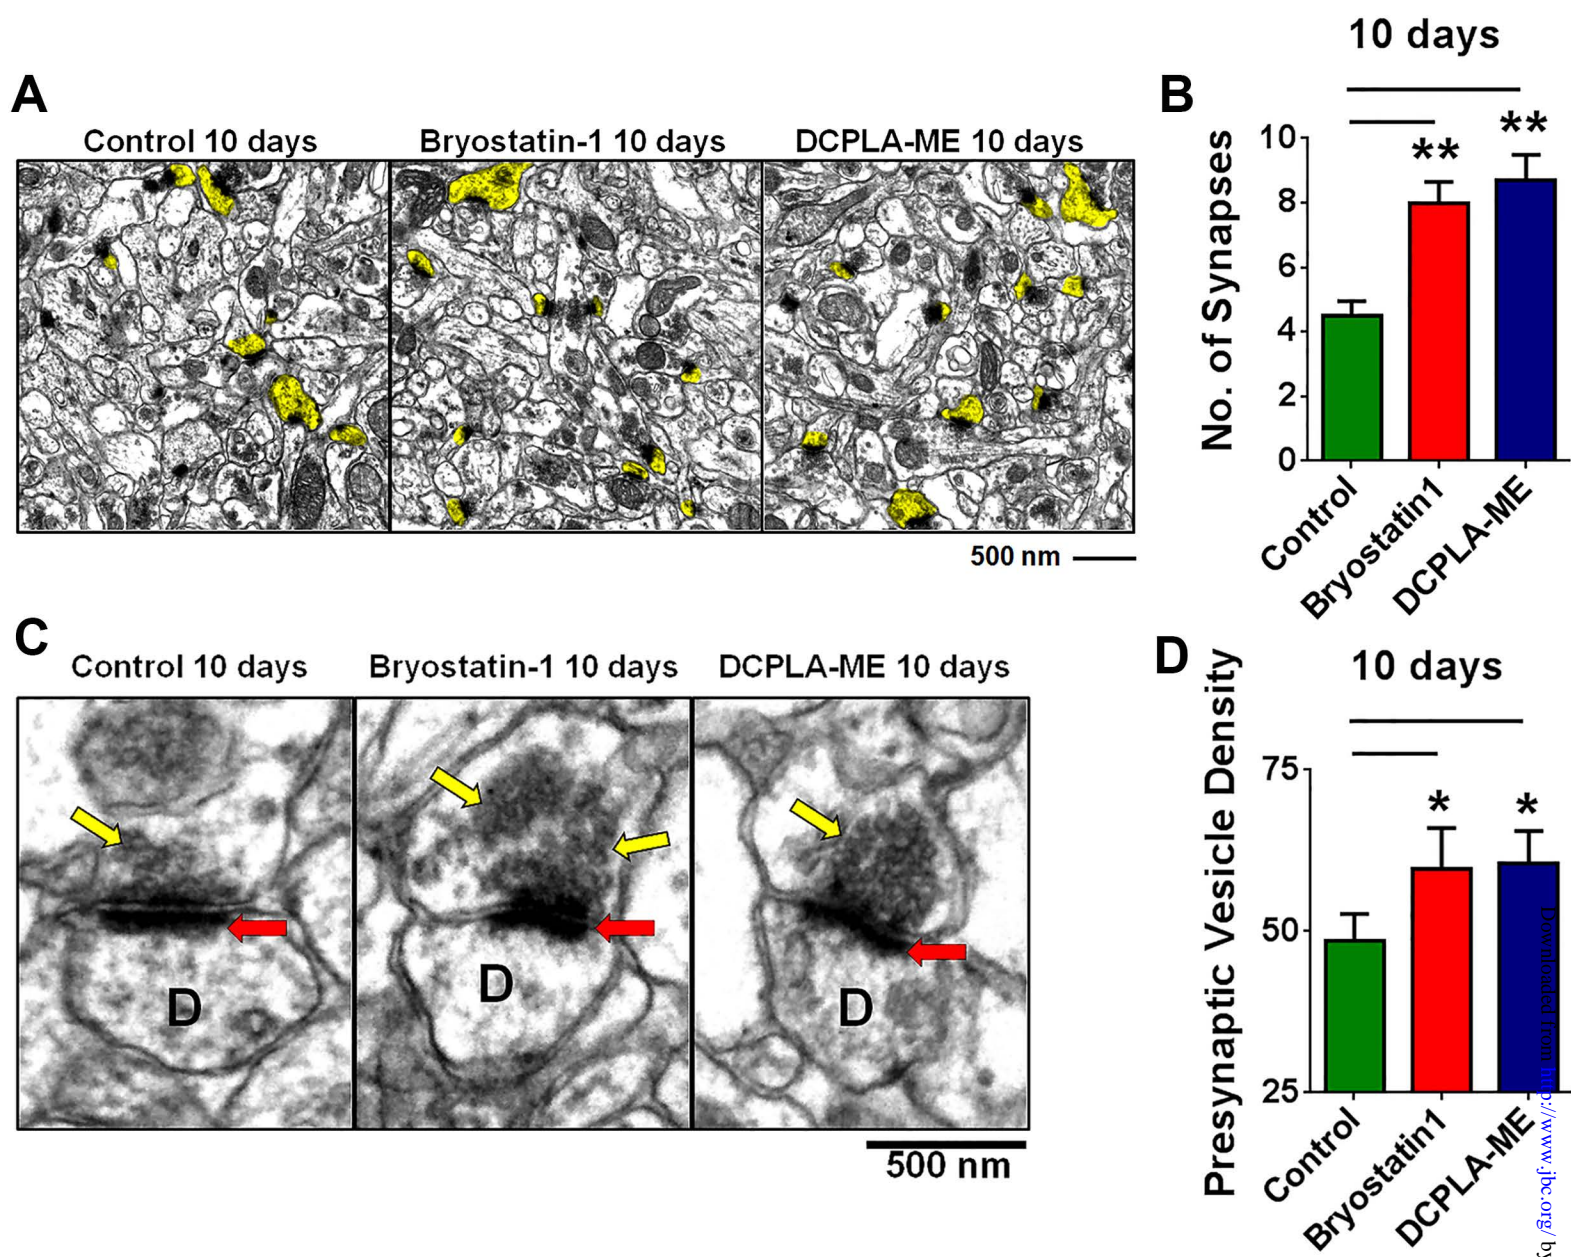 A
Control 10 days
Bryostatin-1 10 days
DCPLA-ME 10 days
500 nm
B
10 days
No. of Synapses
10
8
6
4
2
0
**
**
Control
Bryostatin1
DCPLA-ME
C
Control 10 days
Bryostatin-1 10 days
DCPLA-ME 10 days
D
D
D
500 nm
D
10 days
Presynaptic Vesicle Density
75
50
25
*
*
Control
Bryostatin1
DCPLA-ME
Downloaded from http://www.jbc.org/ by